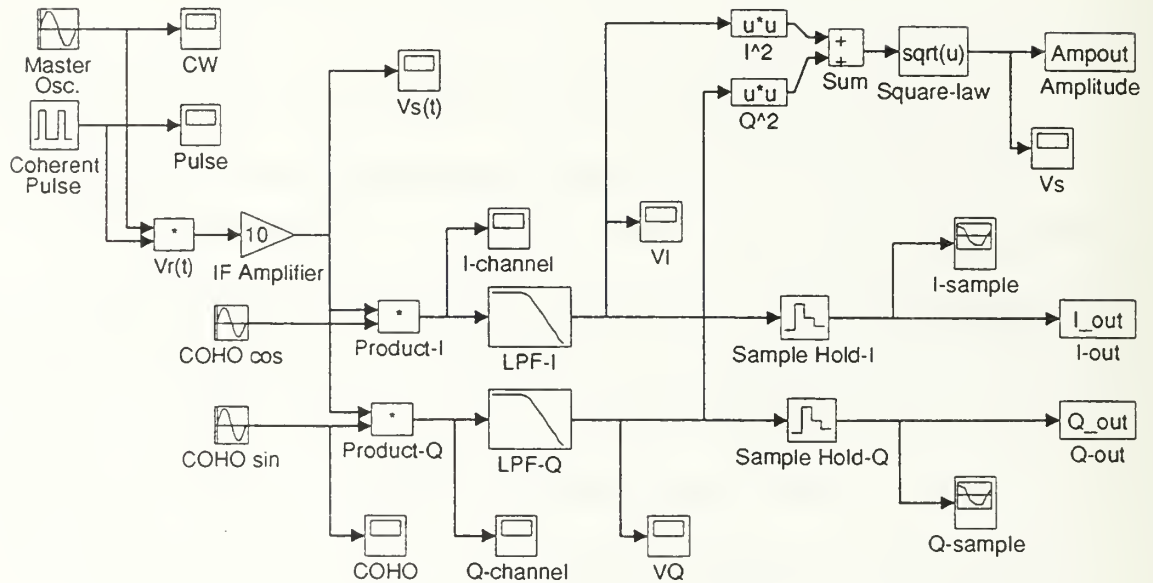 Master
Osc.
CW
Coherent
Pulse
Pulse
*
Vr(t)
10
IF Amplifier
Vs(t)
COHO cos
COHO sin
*
Product-I
*
Product-Q
COHO
I-channel
LPF-I
LPF-Q
Q-channel
VI
VQ
u*u
I^2
u*u
Q^2
+
+
Sum
sqrt(u)
Square-law
Ampout
Amplitude
Vs
I-sample
Sample Hold-I
I_out
I-out
Sample Hold-Q
Q_out
Q-out
Q-sample